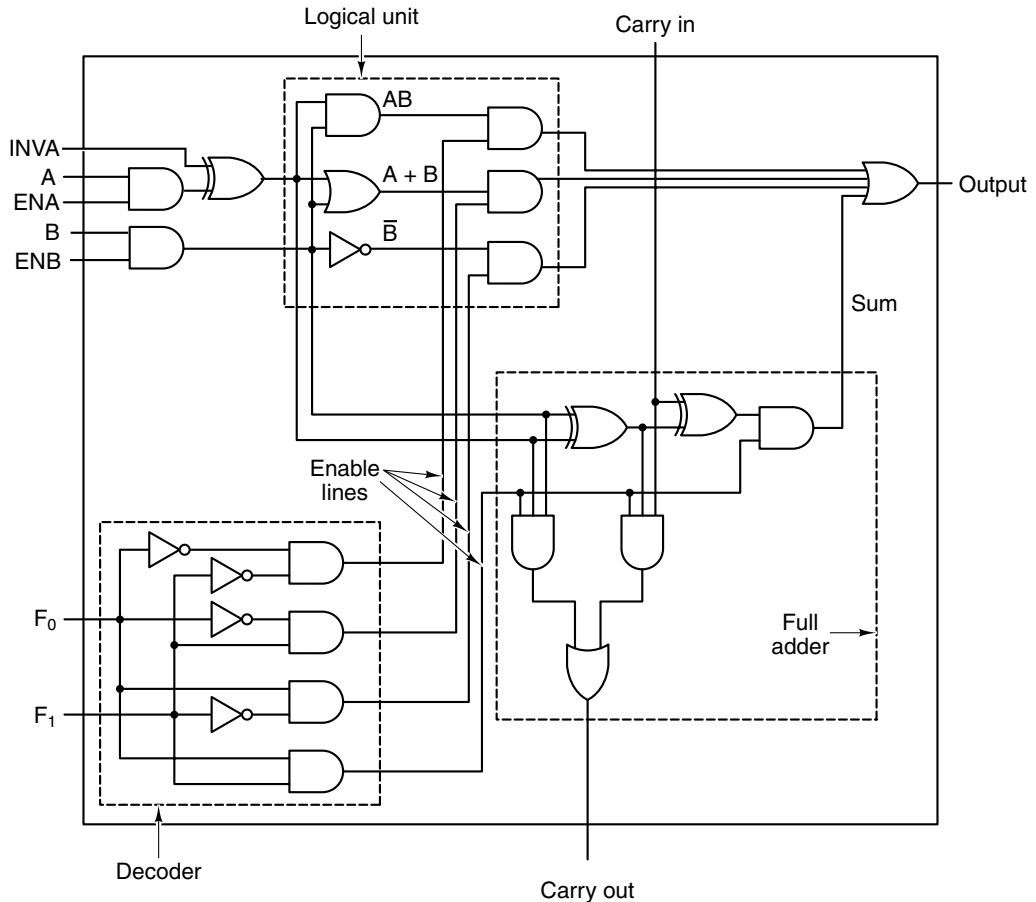 Logical unit
Carry in
INVA
A
ENA
B
ENB
AB
A + B
B̅
Output
Sum
Enable
lines
F₀
F₁
Full
adder
Decoder
Carry out